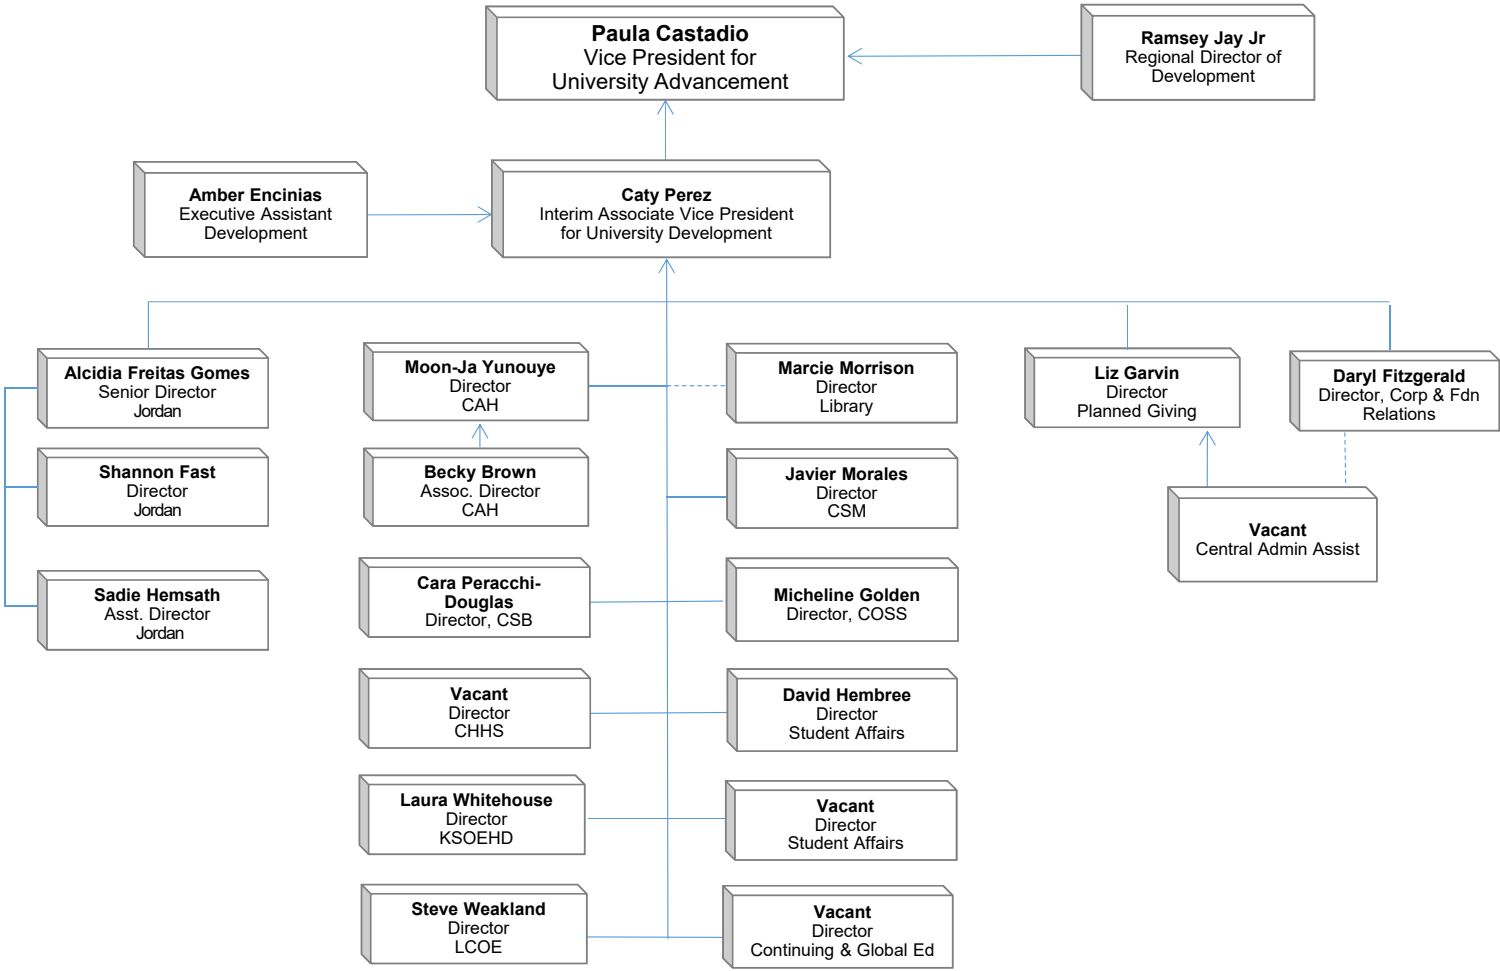 Paula Castadio
Vice President for
University Advancement
Ramsey Jay Jr
Regional Director of
Development
Amber Encinias
Executive Assistant
Development
Caty Perez
Interim Associate Vice President
for University Development
Alcidia Freitas Gomes
Senior Director
Jordan
Shannon Fast
Director
Jordan
Sadie Hemsath
Asst. Director
Jordan
Moon-Ja Yunouye
Director
CAH
Becky Brown
Assoc. Director
CAH
Cara Peracchi-
Douglas
Director, CSB
Vacant
Director
CHHS
Laura Whitehouse
Director
KSOEHD
Steve Weakland
Director
LCOE
Marcie Morrison
Director
Library
Javier Morales
Director
CSM
Micheline Golden
Director, COSS
David Hembree
Director
Student Affairs
Vacant
Director
Student Affairs
Vacant
Director
Continuing & Global Ed
Liz Garvin
Director
Planned Giving
Daryl Fitzgerald
Director, Corp & Fdn
Relations
Vacant
Central Admin Assist